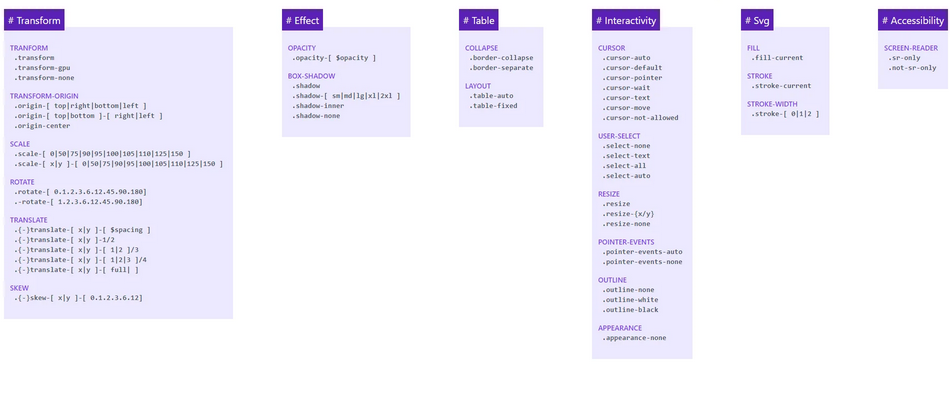 # Transform
TRANFORM
.transform
.transform-gpu
.transform-none
TRANSFORM-ORIGIN
.origin-[ top|right|bottom|left ]
.origin-[ top|bottom ]-[ right|left ]
.origin-center
SCALE
.scale-[ 0|50|75|90|95|100|105|110|125|150 ]
.scale-[ x|y ]-[ 0|50|75|90|95|100|105|110|125|150 ]
ROTATE
.rotate-[ 0.1.2.3.6.12.45.90.180]
.-rotate-[ 1.2.3.6.12.45.90.180]
TRANSLATE
.{-}translate-[ x|y ]-[ $spacing ]
.{-}translate-[ x|y ]-1/2
.{-}translate-[ x|y ]-[ 1|2 ]/3
.{-}translate-[ x|y ]-[ 1|2|3 ]/4
.{-}translate-[ x|y ]-[ full| ]
SKEW
.{-}skew-[ x|y ]-[ 0.1.2.3.6.12]
# Effect
OPACITY
.opacity-[ $opacity ]
BOX-SHADOW
.shadow
.shadow-[ sm|md|lg|xl|2xl ]
.shadow-inner
.shadow-none
# Table
COLLAPSE
.border-collapse
.border-separate
LAYOUT
.table-auto
.table-fixed
# Interactivity
CURSOR
.cursor-auto
.cursor-default
.cursor-pointer
.cursor-wait
.cursor-text
.cursor-move
.cursor-not-allowed
USER-SELECT
.select-none
.select-text
.select-all
.select-auto
RESIZE
.resize
.resize-{x/y}
.resize-none
POINTER-EVENTS
.pointer-events-auto
.pointer-events-none
OUTLINE
.outline-none
.outline-white
.outline-black
APPEARANCE
.appearance-none
# Svg
FILL
.fill-current
STROKE
.stroke-current
STROKE-WIDTH
.stroke-[ 0|1|2 ]
# Accessibility
SCREEN-READER
.sr-only
.not-sr-only